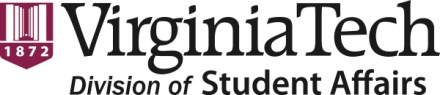 1872
VirginiaTech
Division of Student Affairs